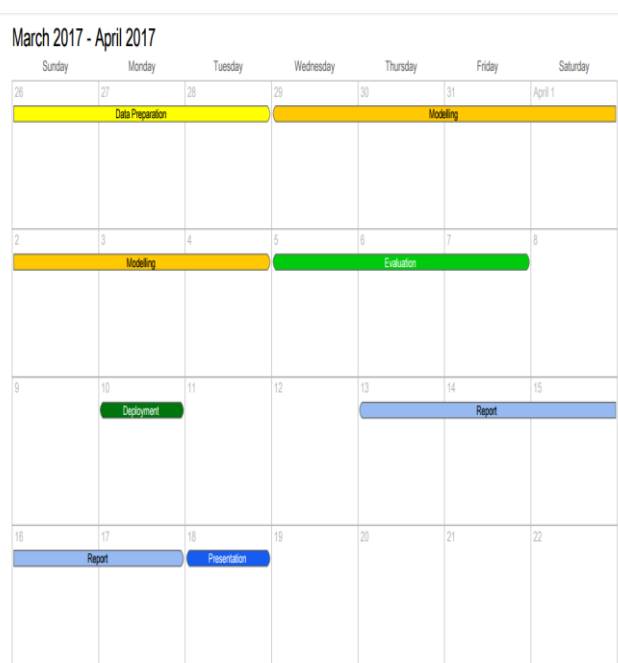 March 2017 - April 2017
Sunday Monday Tuesday Wednesday Thursday Friday Saturday
26 27 28 29 30 31 April 1
Data Preparation Modelling
2 3 4 5 6 7 8
Modelling Evaluation
9 10 11 12 13 14 15
Deployment Report
16 17 18 19 20 21 22
Report Presentation